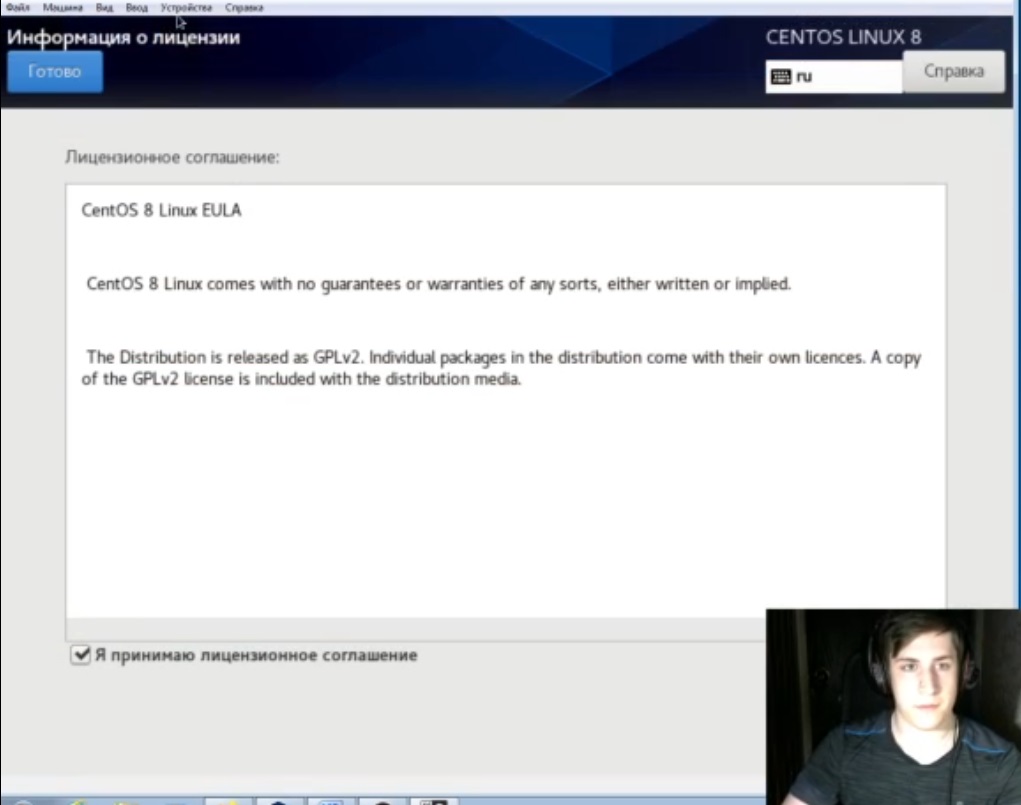 Файл Машина Вид Ввод Устройства Справка
Информация о лицензии
CENTOS LINUX 8
Готово
ru
Справка
Лицензионное соглашение:
CentOS 8 Linux EULA
CentOS 8 Linux comes with no guarantees or warranties of any sorts, either written or implied.
The Distribution is released as GPLv2. Individual packages in the distribution come with their own licences. A copy
of the GPLv2 license is included with the distribution media.
Я принимаю лицензионное соглашение